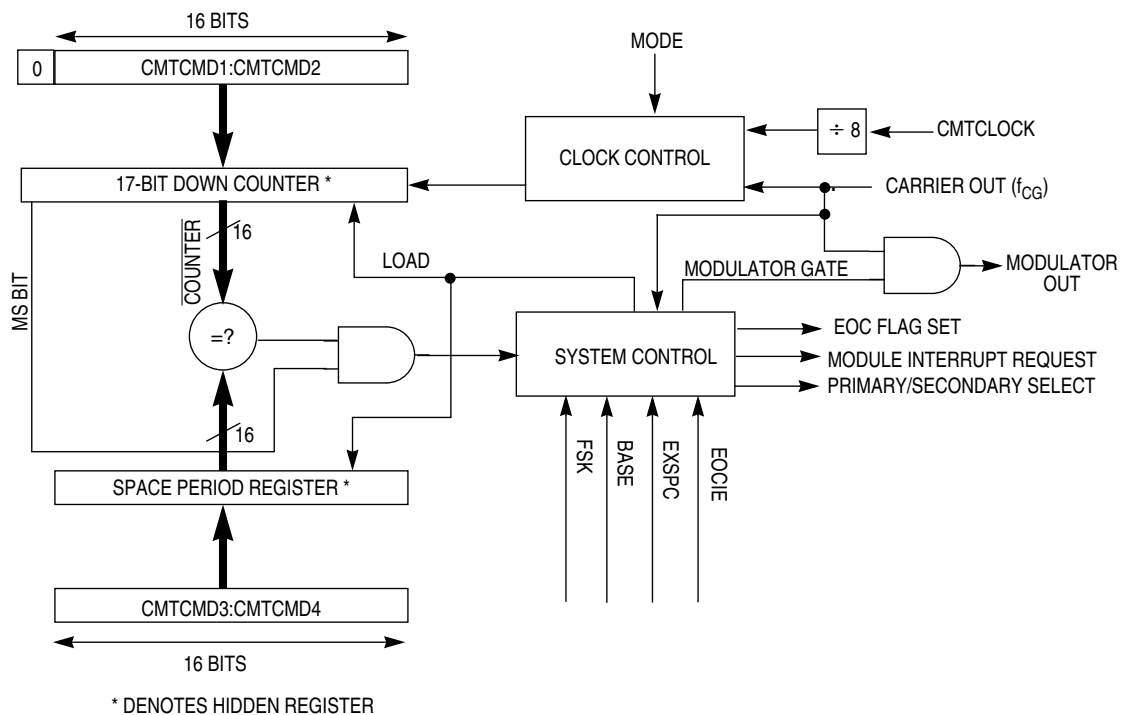 16 BITS
0
CMTCMD1:CMTCMD2
MODE
÷ 8
CMTCLOCK
CLOCK CONTROL
17-BIT DOWN COUNTER *
CARRIER OUT (fCG)
16
COUNTER
MS BIT
LOAD
MODULATOR GATE
MODULATOR
OUT
=?
EOC FLAG SET
SYSTEM CONTROL
MODULE INTERRUPT REQUEST
PRIMARY/SECONDARY SELECT
16
FSK
BASE
EXSPC
EOCIE
SPACE PERIOD REGISTER *
CMTCMD3:CMTCMD4
16 BITS
* DENOTES HIDDEN REGISTER